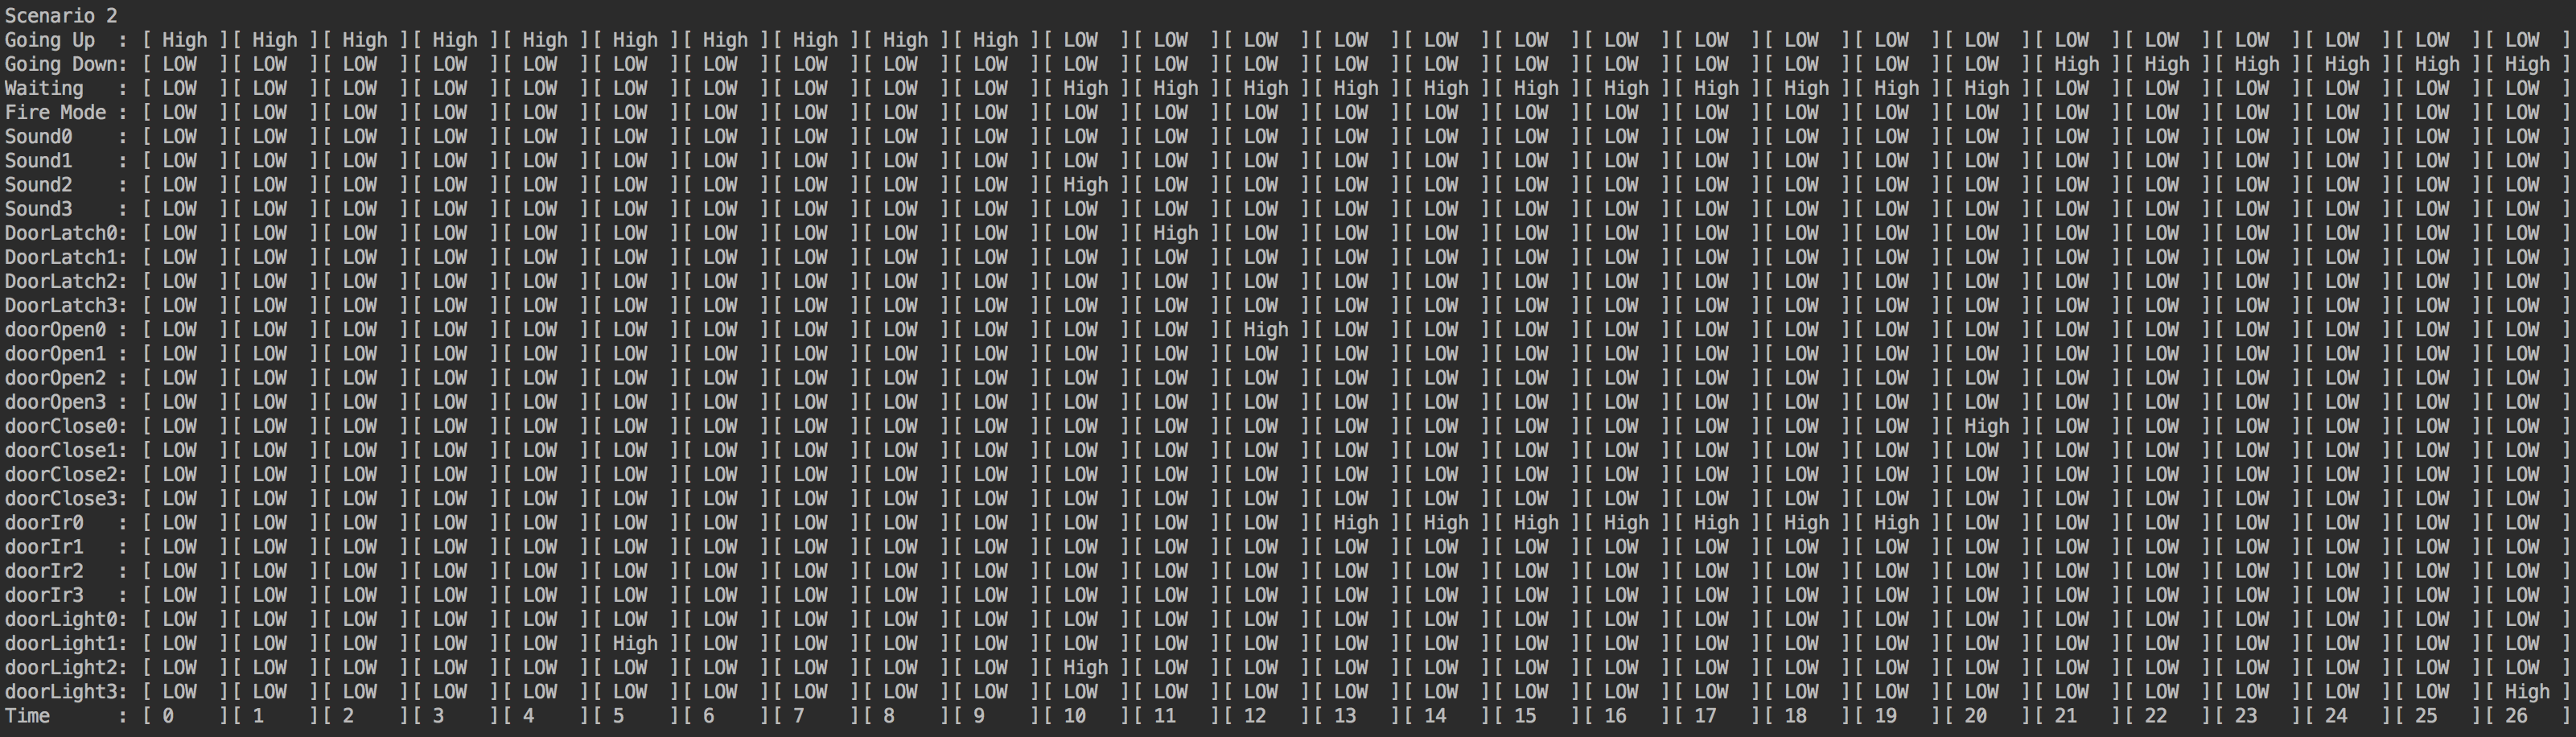 Scenario 2
Going Up  : [ High ][ High ][ High ][ High ][ High ][ High ][ High ][ High ][ High ][ High ][ LOW  ][ LOW  ][ LOW  ][ LOW  ][ LOW  ][ LOW  ][ LOW  ][ LOW  ][ LOW  ][ LOW  ][ LOW  ][ LOW  ][ LOW  ][ LOW  ][ LOW  ][ LOW  ][ LOW  ]
Going Down: [ LOW  ][ LOW  ][ LOW  ][ LOW  ][ LOW  ][ LOW  ][ LOW  ][ LOW  ][ LOW  ][ LOW  ][ LOW  ][ LOW  ][ LOW  ][ LOW  ][ LOW  ][ LOW  ][ LOW  ][ LOW  ][ LOW  ][ LOW  ][ LOW  ][ High ][ High ][ High ][ High ][ High ][ High ]
Waiting   : [ LOW  ][ LOW  ][ LOW  ][ LOW  ][ LOW  ][ LOW  ][ LOW  ][ LOW  ][ LOW  ][ LOW  ][ High ][ High ][ High ][ High ][ High ][ High ][ High ][ High ][ High ][ High ][ High ][ LOW  ][ LOW  ][ LOW  ][ LOW  ][ LOW  ][ LOW  ]
Fire Mode : [ LOW  ][ LOW  ][ LOW  ][ LOW  ][ LOW  ][ LOW  ][ LOW  ][ LOW  ][ LOW  ][ LOW  ][ LOW  ][ LOW  ][ LOW  ][ LOW  ][ LOW  ][ LOW  ][ LOW  ][ LOW  ][ LOW  ][ LOW  ][ LOW  ][ LOW  ][ LOW  ][ LOW  ][ LOW  ][ LOW  ][ LOW  ]
Sound0    : [ LOW  ][ LOW  ][ LOW  ][ LOW  ][ LOW  ][ LOW  ][ LOW  ][ LOW  ][ LOW  ][ LOW  ][ LOW  ][ LOW  ][ LOW  ][ LOW  ][ LOW  ][ LOW  ][ LOW  ][ LOW  ][ LOW  ][ LOW  ][ LOW  ][ LOW  ][ LOW  ][ LOW  ][ LOW  ][ LOW  ][ LOW  ]
Sound1    : [ LOW  ][ LOW  ][ LOW  ][ LOW  ][ LOW  ][ LOW  ][ LOW  ][ LOW  ][ LOW  ][ LOW  ][ LOW  ][ LOW  ][ LOW  ][ LOW  ][ LOW  ][ LOW  ][ LOW  ][ LOW  ][ LOW  ][ LOW  ][ LOW  ][ LOW  ][ LOW  ][ LOW  ][ LOW  ][ LOW  ][ LOW  ]
Sound2    : [ LOW  ][ LOW  ][ LOW  ][ LOW  ][ LOW  ][ LOW  ][ LOW  ][ LOW  ][ LOW  ][ LOW  ][ High ][ LOW  ][ LOW  ][ LOW  ][ LOW  ][ LOW  ][ LOW  ][ LOW  ][ LOW  ][ LOW  ][ LOW  ][ LOW  ][ LOW  ][ LOW  ][ LOW  ][ LOW  ][ LOW  ]
Sound3    : [ LOW  ][ LOW  ][ LOW  ][ LOW  ][ LOW  ][ LOW  ][ LOW  ][ LOW  ][ LOW  ][ LOW  ][ LOW  ][ LOW  ][ LOW  ][ LOW  ][ LOW  ][ LOW  ][ LOW  ][ LOW  ][ LOW  ][ LOW  ][ LOW  ][ LOW  ][ LOW  ][ LOW  ][ LOW  ][ LOW  ][ LOW  ]
DoorLatch0: [ LOW  ][ LOW  ][ LOW  ][ LOW  ][ LOW  ][ LOW  ][ LOW  ][ LOW  ][ LOW  ][ LOW  ][ LOW  ][ High ][ LOW  ][ LOW  ][ LOW  ][ LOW  ][ LOW  ][ LOW  ][ LOW  ][ LOW  ][ LOW  ][ LOW  ][ LOW  ][ LOW  ][ LOW  ][ LOW  ][ LOW  ]
DoorLatch1: [ LOW  ][ LOW  ][ LOW  ][ LOW  ][ LOW  ][ LOW  ][ LOW  ][ LOW  ][ LOW  ][ LOW  ][ LOW  ][ LOW  ][ LOW  ][ LOW  ][ LOW  ][ LOW  ][ LOW  ][ LOW  ][ LOW  ][ LOW  ][ LOW  ][ LOW  ][ LOW  ][ LOW  ][ LOW  ][ LOW  ][ LOW  ]
DoorLatch2: [ LOW  ][ LOW  ][ LOW  ][ LOW  ][ LOW  ][ LOW  ][ LOW  ][ LOW  ][ LOW  ][ LOW  ][ LOW  ][ LOW  ][ LOW  ][ LOW  ][ LOW  ][ LOW  ][ LOW  ][ LOW  ][ LOW  ][ LOW  ][ LOW  ][ LOW  ][ LOW  ][ LOW  ][ LOW  ][ LOW  ][ LOW  ]
DoorLatch3: [ LOW  ][ LOW  ][ LOW  ][ LOW  ][ LOW  ][ LOW  ][ LOW  ][ LOW  ][ LOW  ][ LOW  ][ LOW  ][ LOW  ][ LOW  ][ LOW  ][ LOW  ][ LOW  ][ LOW  ][ LOW  ][ LOW  ][ LOW  ][ LOW  ][ LOW  ][ LOW  ][ LOW  ][ LOW  ][ LOW  ][ LOW  ]
doorOpen0 : [ LOW  ][ LOW  ][ LOW  ][ LOW  ][ LOW  ][ LOW  ][ LOW  ][ LOW  ][ LOW  ][ LOW  ][ LOW  ][ LOW  ][ High ][ LOW  ][ LOW  ][ LOW  ][ LOW  ][ LOW  ][ LOW  ][ LOW  ][ LOW  ][ LOW  ][ LOW  ][ LOW  ][ LOW  ][ LOW  ][ LOW  ]
doorOpen1 : [ LOW  ][ LOW  ][ LOW  ][ LOW  ][ LOW  ][ LOW  ][ LOW  ][ LOW  ][ LOW  ][ LOW  ][ LOW  ][ LOW  ][ LOW  ][ LOW  ][ LOW  ][ LOW  ][ LOW  ][ LOW  ][ LOW  ][ LOW  ][ LOW  ][ LOW  ][ LOW  ][ LOW  ][ LOW  ][ LOW  ][ LOW  ]
doorOpen2 : [ LOW  ][ LOW  ][ LOW  ][ LOW  ][ LOW  ][ LOW  ][ LOW  ][ LOW  ][ LOW  ][ LOW  ][ LOW  ][ LOW  ][ LOW  ][ LOW  ][ LOW  ][ LOW  ][ LOW  ][ LOW  ][ LOW  ][ LOW  ][ LOW  ][ LOW  ][ LOW  ][ LOW  ][ LOW  ][ LOW  ][ LOW  ]
doorOpen3 : [ LOW  ][ LOW  ][ LOW  ][ LOW  ][ LOW  ][ LOW  ][ LOW  ][ LOW  ][ LOW  ][ LOW  ][ LOW  ][ LOW  ][ LOW  ][ LOW  ][ LOW  ][ LOW  ][ LOW  ][ LOW  ][ LOW  ][ LOW  ][ LOW  ][ LOW  ][ LOW  ][ LOW  ][ LOW  ][ LOW  ][ LOW  ]
doorClose0: [ LOW  ][ LOW  ][ LOW  ][ LOW  ][ LOW  ][ LOW  ][ LOW  ][ LOW  ][ LOW  ][ LOW  ][ LOW  ][ LOW  ][ LOW  ][ LOW  ][ LOW  ][ LOW  ][ LOW  ][ LOW  ][ LOW  ][ LOW  ][ High ][ LOW  ][ LOW  ][ LOW  ][ LOW  ][ LOW  ][ LOW  ]
doorClose1: [ LOW  ][ LOW  ][ LOW  ][ LOW  ][ LOW  ][ LOW  ][ LOW  ][ LOW  ][ LOW  ][ LOW  ][ LOW  ][ LOW  ][ LOW  ][ LOW  ][ LOW  ][ LOW  ][ LOW  ][ LOW  ][ LOW  ][ LOW  ][ LOW  ][ LOW  ][ LOW  ][ LOW  ][ LOW  ][ LOW  ][ LOW  ]
doorClose2: [ LOW  ][ LOW  ][ LOW  ][ LOW  ][ LOW  ][ LOW  ][ LOW  ][ LOW  ][ LOW  ][ LOW  ][ LOW  ][ LOW  ][ LOW  ][ LOW  ][ LOW  ][ LOW  ][ LOW  ][ LOW  ][ LOW  ][ LOW  ][ LOW  ][ LOW  ][ LOW  ][ LOW  ][ LOW  ][ LOW  ][ LOW  ]
doorClose3: [ LOW  ][ LOW  ][ LOW  ][ LOW  ][ LOW  ][ LOW  ][ LOW  ][ LOW  ][ LOW  ][ LOW  ][ LOW  ][ LOW  ][ LOW  ][ LOW  ][ LOW  ][ LOW  ][ LOW  ][ LOW  ][ LOW  ][ LOW  ][ LOW  ][ LOW  ][ LOW  ][ LOW  ][ LOW  ][ LOW  ][ LOW  ]
doorIr0   : [ LOW  ][ LOW  ][ LOW  ][ LOW  ][ LOW  ][ LOW  ][ LOW  ][ LOW  ][ LOW  ][ LOW  ][ LOW  ][ LOW  ][ LOW  ][ High ][ High ][ High ][ High ][ High ][ High ][ High ][ LOW  ][ LOW  ][ LOW  ][ LOW  ][ LOW  ][ LOW  ][ LOW  ]
doorIr1   : [ LOW  ][ LOW  ][ LOW  ][ LOW  ][ LOW  ][ LOW  ][ LOW  ][ LOW  ][ LOW  ][ LOW  ][ LOW  ][ LOW  ][ LOW  ][ LOW  ][ LOW  ][ LOW  ][ LOW  ][ LOW  ][ LOW  ][ LOW  ][ LOW  ][ LOW  ][ LOW  ][ LOW  ][ LOW  ][ LOW  ][ LOW  ]
doorIr2   : [ LOW  ][ LOW  ][ LOW  ][ LOW  ][ LOW  ][ LOW  ][ LOW  ][ LOW  ][ LOW  ][ LOW  ][ LOW  ][ LOW  ][ LOW  ][ LOW  ][ LOW  ][ LOW  ][ LOW  ][ LOW  ][ LOW  ][ LOW  ][ LOW  ][ LOW  ][ LOW  ][ LOW  ][ LOW  ][ LOW  ][ LOW  ]
doorIr3   : [ LOW  ][ LOW  ][ LOW  ][ LOW  ][ LOW  ][ LOW  ][ LOW  ][ LOW  ][ LOW  ][ LOW  ][ LOW  ][ LOW  ][ LOW  ][ LOW  ][ LOW  ][ LOW  ][ LOW  ][ LOW  ][ LOW  ][ LOW  ][ LOW  ][ LOW  ][ LOW  ][ LOW  ][ LOW  ][ LOW  ][ LOW  ]
doorLight0: [ LOW  ][ LOW  ][ LOW  ][ LOW  ][ LOW  ][ LOW  ][ LOW  ][ LOW  ][ LOW  ][ LOW  ][ LOW  ][ LOW  ][ LOW  ][ LOW  ][ LOW  ][ LOW  ][ LOW  ][ LOW  ][ LOW  ][ LOW  ][ LOW  ][ LOW  ][ LOW  ][ LOW  ][ LOW  ][ LOW  ][ LOW  ]
doorLight1: [ LOW  ][ LOW  ][ LOW  ][ LOW  ][ LOW  ][ High ][ LOW  ][ LOW  ][ LOW  ][ LOW  ][ LOW  ][ LOW  ][ LOW  ][ LOW  ][ LOW  ][ LOW  ][ LOW  ][ LOW  ][ LOW  ][ LOW  ][ LOW  ][ LOW  ][ LOW  ][ LOW  ][ LOW  ][ LOW  ][ LOW  ]
doorLight2: [ LOW  ][ LOW  ][ LOW  ][ LOW  ][ LOW  ][ LOW  ][ LOW  ][ LOW  ][ LOW  ][ LOW  ][ High ][ LOW  ][ LOW  ][ LOW  ][ LOW  ][ LOW  ][ LOW  ][ LOW  ][ LOW  ][ LOW  ][ LOW  ][ LOW  ][ LOW  ][ LOW  ][ LOW  ][ LOW  ][ LOW  ]
doorLight3: [ LOW  ][ LOW  ][ LOW  ][ LOW  ][ LOW  ][ LOW  ][ LOW  ][ LOW  ][ LOW  ][ LOW  ][ LOW  ][ LOW  ][ LOW  ][ LOW  ][ LOW  ][ LOW  ][ LOW  ][ LOW  ][ LOW  ][ LOW  ][ LOW  ][ LOW  ][ LOW  ][ LOW  ][ LOW  ][ LOW  ][ High ]
Time      : [ 0    ][ 1    ][ 2    ][ 3    ][ 4    ][ 5    ][ 6    ][ 7    ][ 8    ][ 9    ][ 10   ][ 11   ][ 12   ][ 13   ][ 14   ][ 15   ][ 16   ][ 17   ][ 18   ][ 19   ][ 20   ][ 21   ][ 22   ][ 23   ][ 24   ][ 25   ][ 26   ]